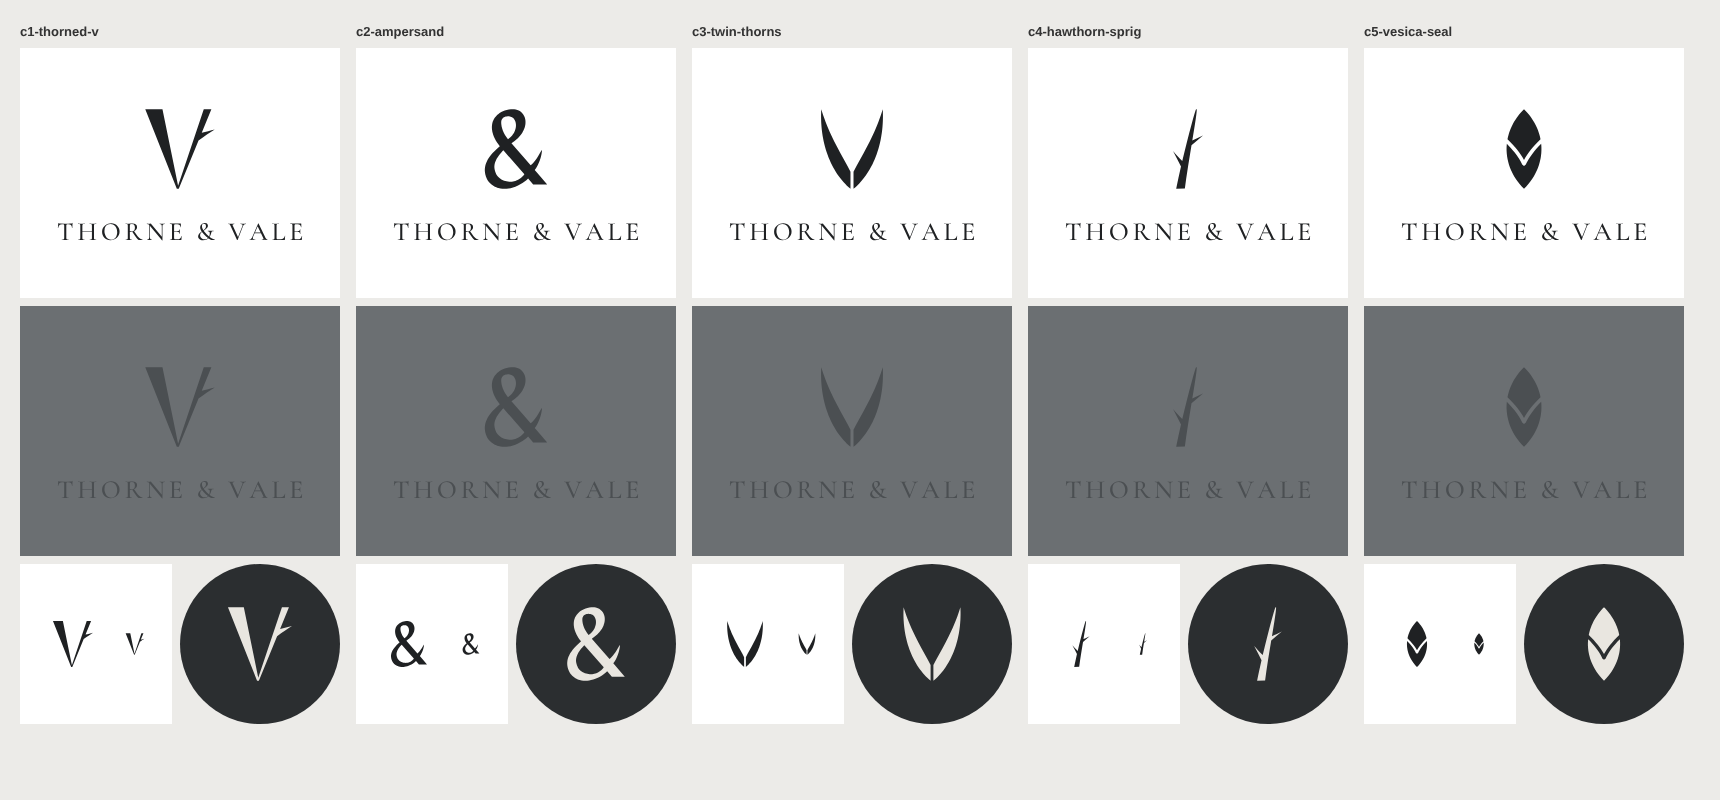 c1-thorned-v c2-ampersand c3-twin-thorns c4-hawthorn-sprig c5-vesica-seal
V & 
THORNE & VALE THORNE & VALE THORNE & VALE THORNE & VALE THORNE & VALE
V &
THORNE & VALE THORNE & VALE THORNE & VALE THORNE & VALE THORNE & VALE
V V V & & &